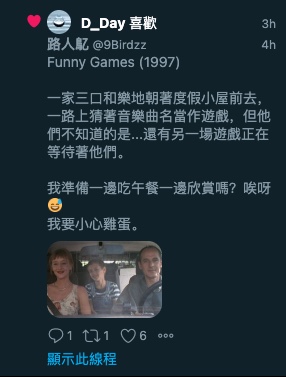 D_Day 喜歡 3h
路人鴕 @9Birdzz 4h
Funny Games (1997)
一家三口和樂地朝著度假小屋前去，
一路上猜著音樂曲名當作遊戲，但他
們不知道的是...還有另一場遊戲正在
等待著他們。
我準備一邊吃午餐一邊欣賞嗎？唉呀
😅
我要小心雞蛋。
1 1 6
顯示此線程